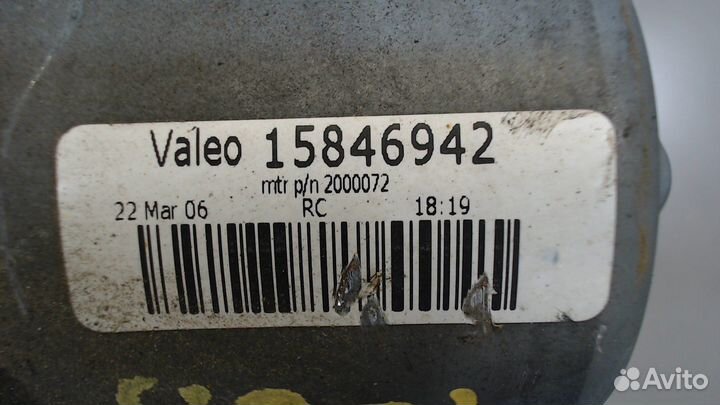 Valeo 15846942
mtr p/n 2000072
22 Mar 06 RC 18:19
Avito